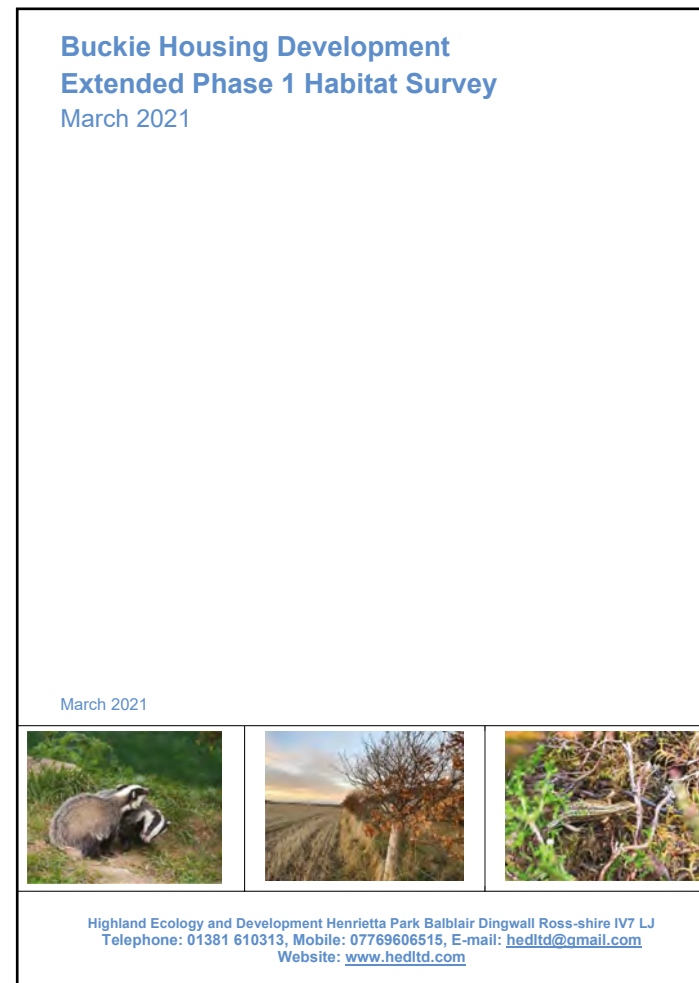 Buckie Housing Development
Extended Phase 1 Habitat Survey
March 2021
March 2021
Highland Ecology and Development Henrietta Park Balblair Dingwall Ross-shire IV7 LJ
Telephone: 01381 610313, Mobile: 07769606515, E-mail: hedltd@gmail.com
Website: www.hedltd.com